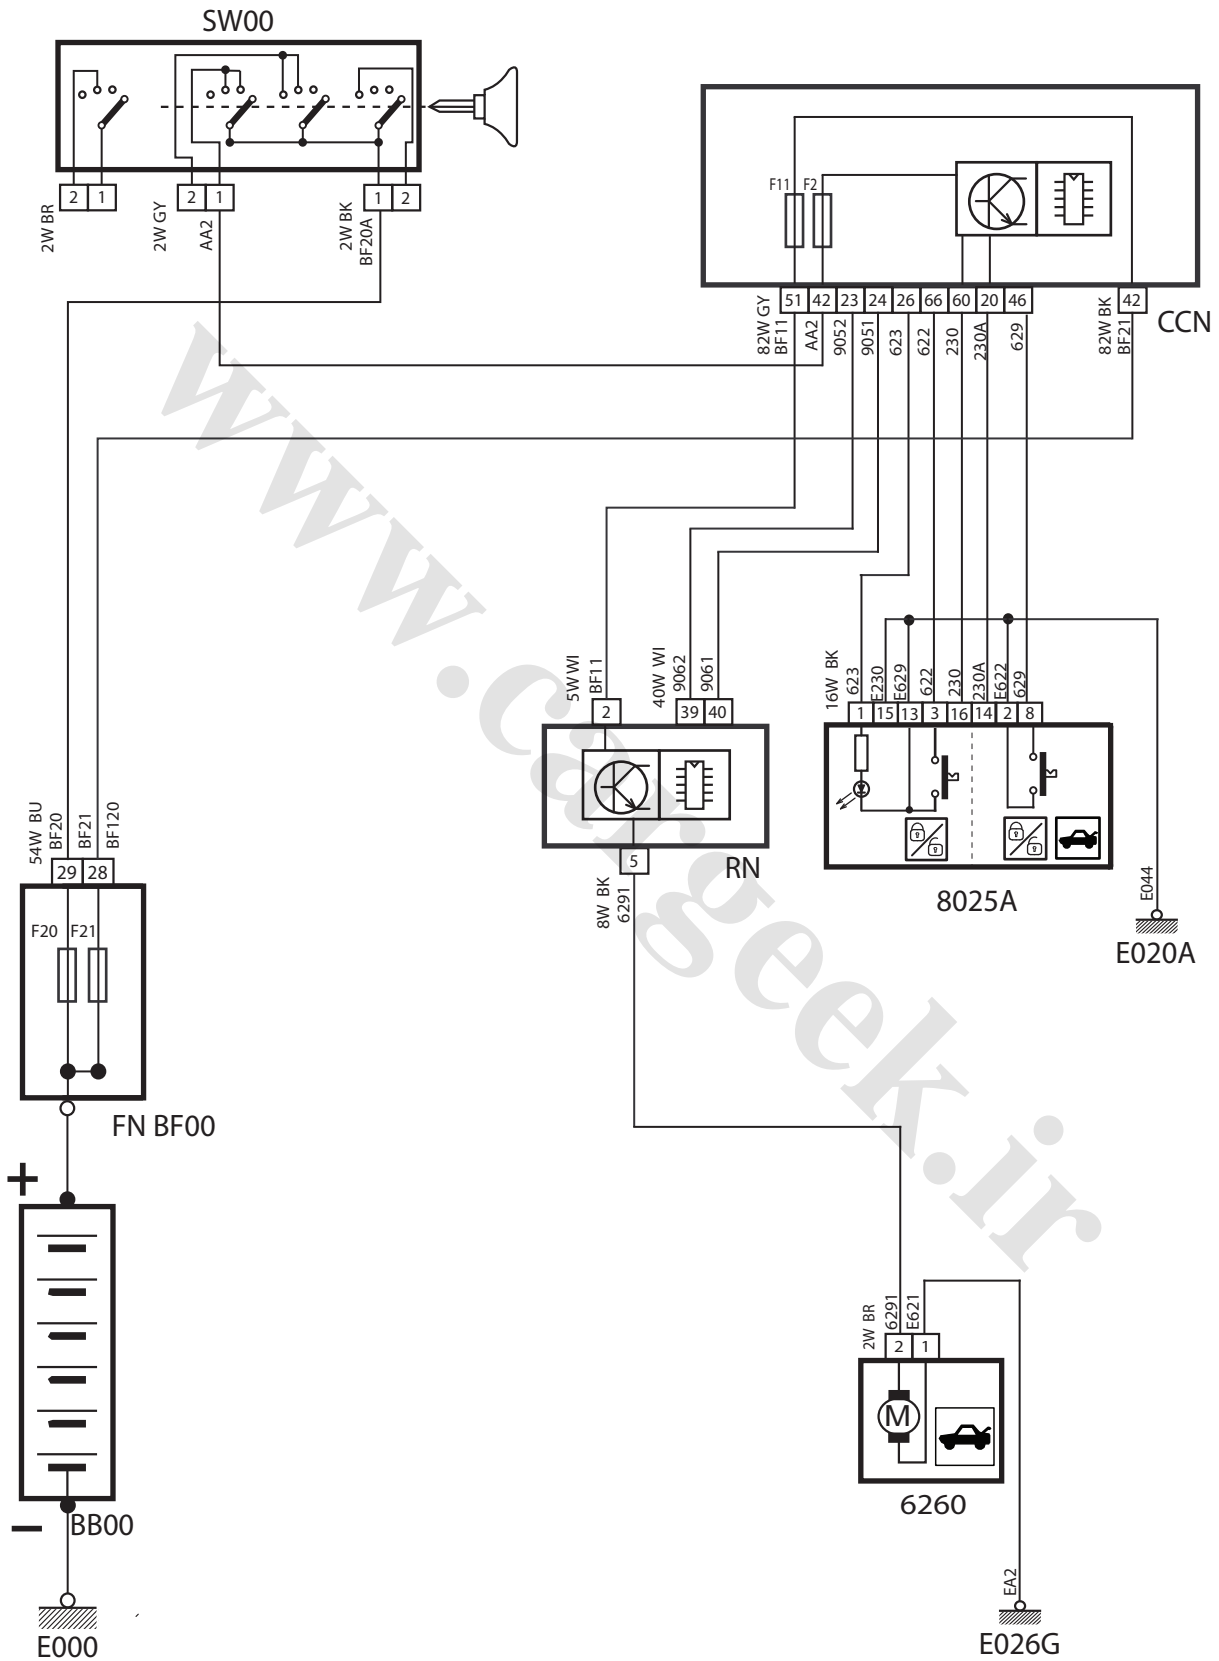 SW00
2 1 2 1 1 2
2W BR
2W GY
AA2
2W BK
BF20A
F11 F2
51 42 23 24 26 66 60 20 46 42
82W GY
BF11
AA2
9052
9051
623
622
230
230A
629
82W BK
BF21
CCN
5W WI
BF11
40W WI
9062
9061
16W BK
623
E230
E629
622
230
230A
E622
629
2 39 40
1 15 13 3 16 14 2 8
5
RN
8W BK
6291
8025A
E044
E020A
54W BU
BF20
BF21
BF120
29 28
F20 F21
FN BF00
+
−
BB00
E000
2W BR
6291
E621
2 1
M
6260
EA2
E026G
www.cargeek.ir